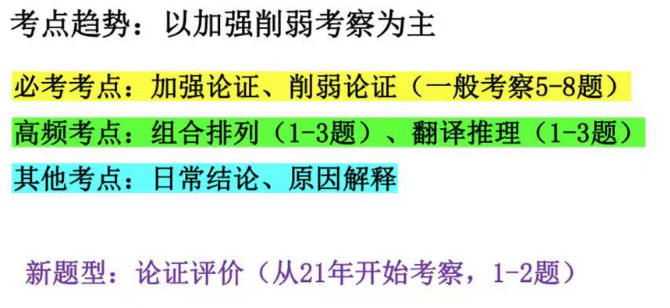 考点趋势：以加强削弱考察为主
必考考点：加强论证、削弱论证（一般考察5-8题）
高频考点：组合排列（1-3题）、翻译推理（1-3题）
其他考点：日常结论、原因解释
新题型：论证评价（从21年开始考察，1-2题）